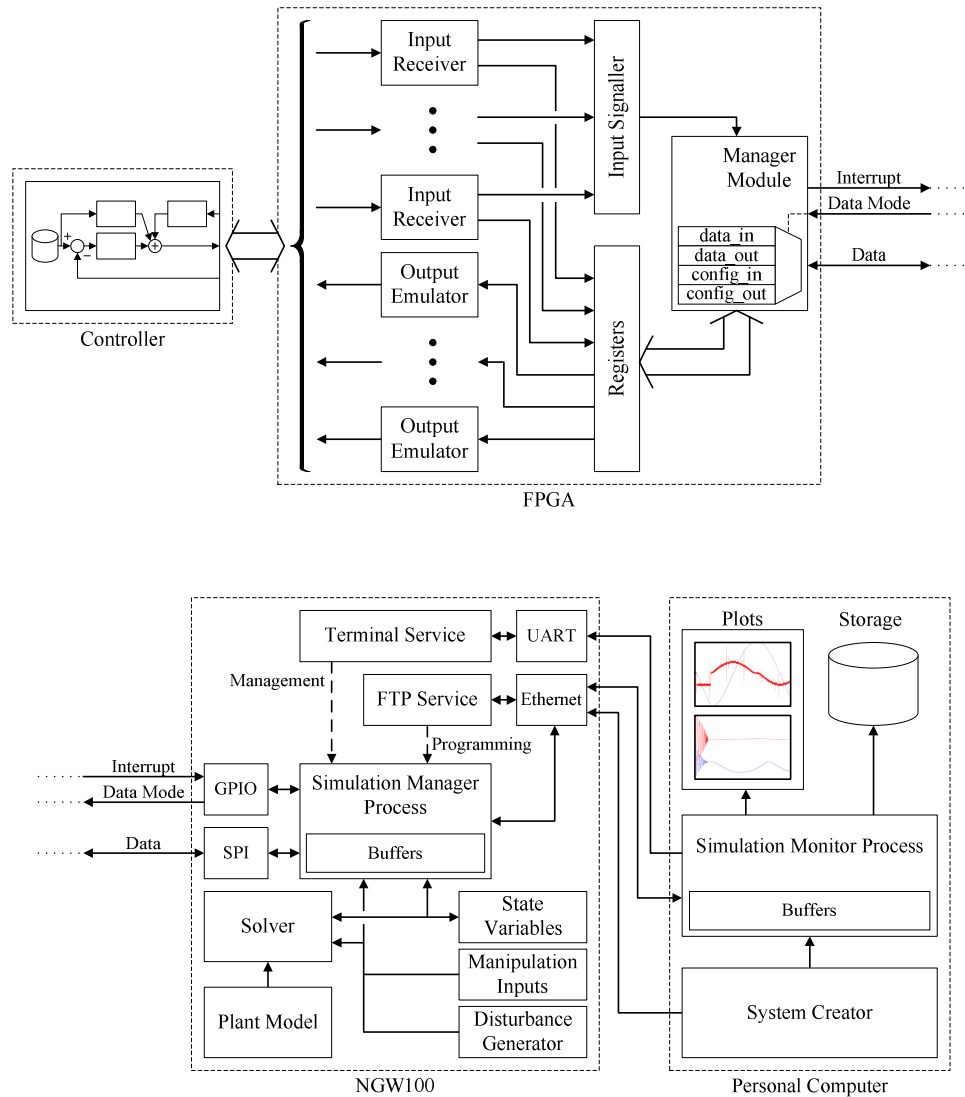 Input
Receiver
Input Signaller
Manager
Module
Interrupt
Data Mode
Input
Receiver
data_in
data_out
config_in
config_out
Data
+
−
+
Controller
Output
Emulator
Registers
Output
Emulator
FPGA
Terminal Service
UART
Plots
Storage
Management
FTP Service
Ethernet
Programming
Interrupt
Data Mode
GPIO
Simulation Manager
Process
Data
SPI
Buffers
Simulation Monitor Process
Buffers
Solver
State
Variables
Manipulation
Inputs
Plant Model
Disturbance
Generator
System Creator
NGW100
Personal Computer